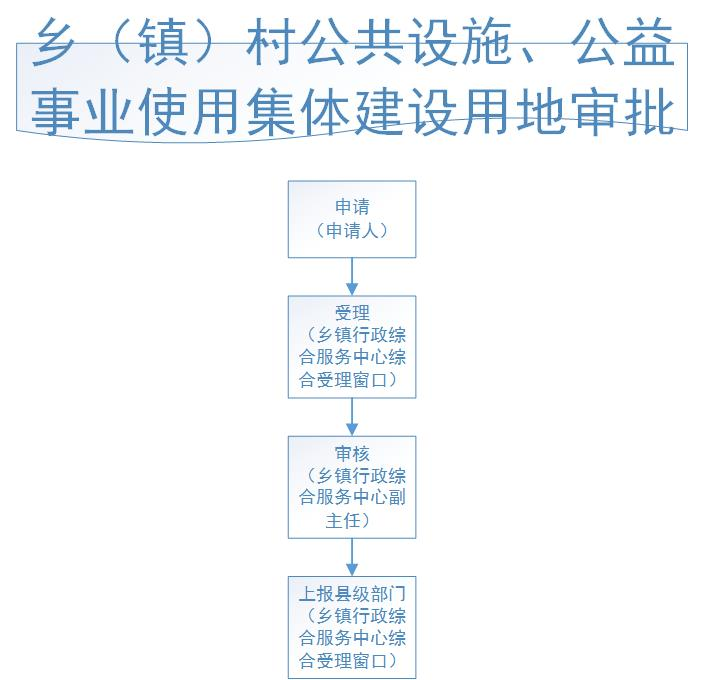 乡（镇）村公共设施、公益
事业使用集体建设用地审批
申请
（申请人）
受理
（乡镇行政综
合服务中心综
合受理窗口）
审核
（乡镇行政综
合服务中心副
主任）
上报县级部门
（乡镇行政综
合服务中心综
合受理窗口）